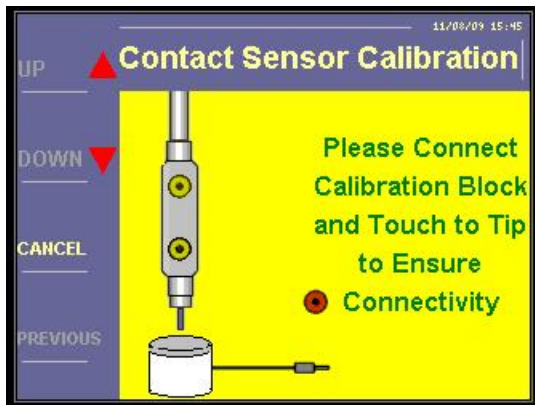 11/08/09 15:45
Contact Sensor Calibration
UP
DOWN
CANCEL
PREVIOUS
Please Connect
Calibration Block
and Touch to Tip
to Ensure
Connectivity